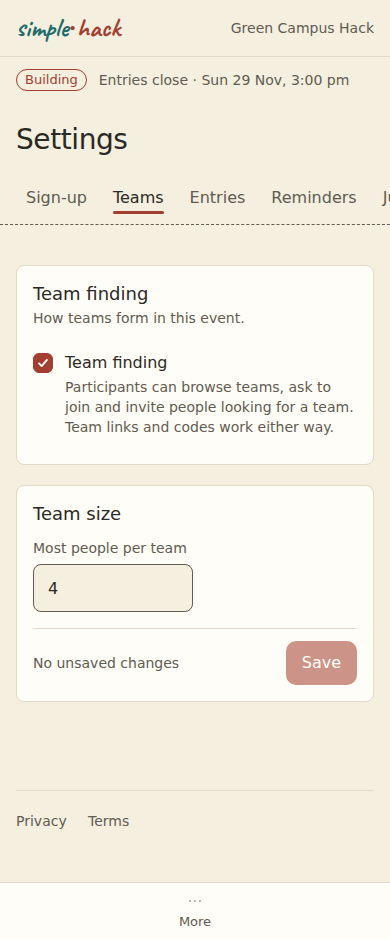 simple hack
Green Campus Hack
Building
Entries close · Sun 29 Nov, 3:00 pm
Settings
Sign-up
Teams
Entries
Reminders
Team finding
How teams form in this event.
Team finding
Participants can browse teams, ask to
join and invite people looking for a team.
Team links and codes work either way.
Team size
Most people per team
4
No unsaved changes
Save
Privacy
Terms
...
More